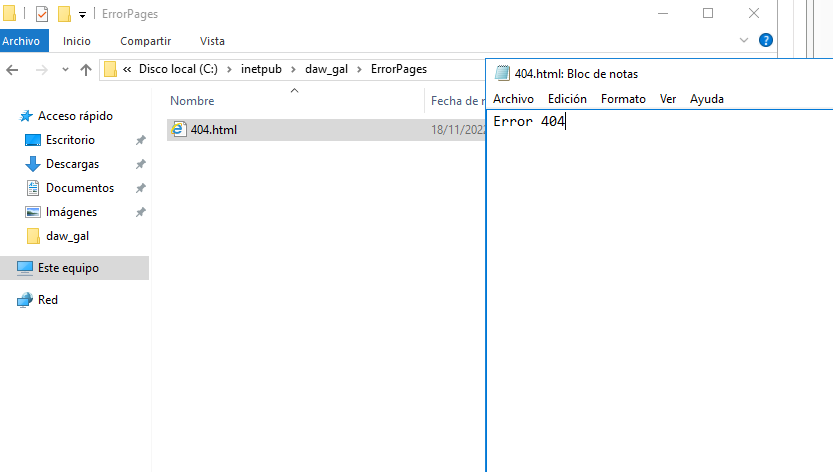 ErrorPages
Archivo Inicio Compartir Vista
« Disco local (C:) > inetpub > daw_gal > ErrorPages
Nombre Fecha de
404.html 18/11/202
Acceso rápido
Escritorio
Descargas
Documentos
Imágenes
daw_gal
Este equipo
Red
404.html: Bloc de notas
Archivo Edición Formato Ver Ayuda
Error 404